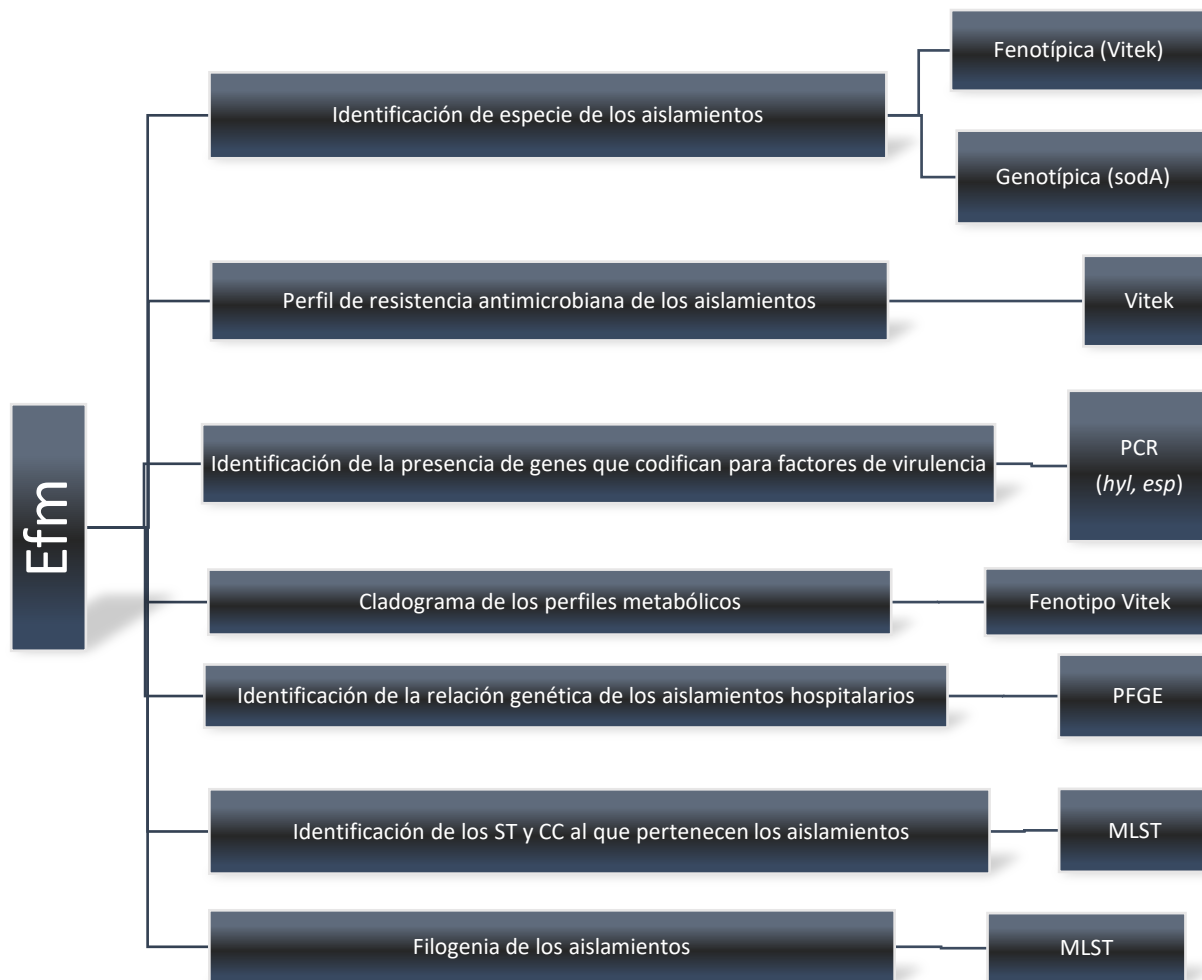 Efm
Identificación de especie de los aislamientos
Fenotípica (Vitek)
Genotípica (sodA)
Perfil de resistencia antimicrobiana de los aislamientos
Vitek
Identificación de la presencia de genes que codifican para factores de virulencia
PCR
(hyl, esp)
Cladograma de los perfiles metabólicos
Fenotipo Vitek
Identificación de la relación genética de los aislamientos hospitalarios
PFGE
Identificación de los ST y CC al que pertenecen los aislamientos
MLST
Filogenia de los aislamientos
MLST